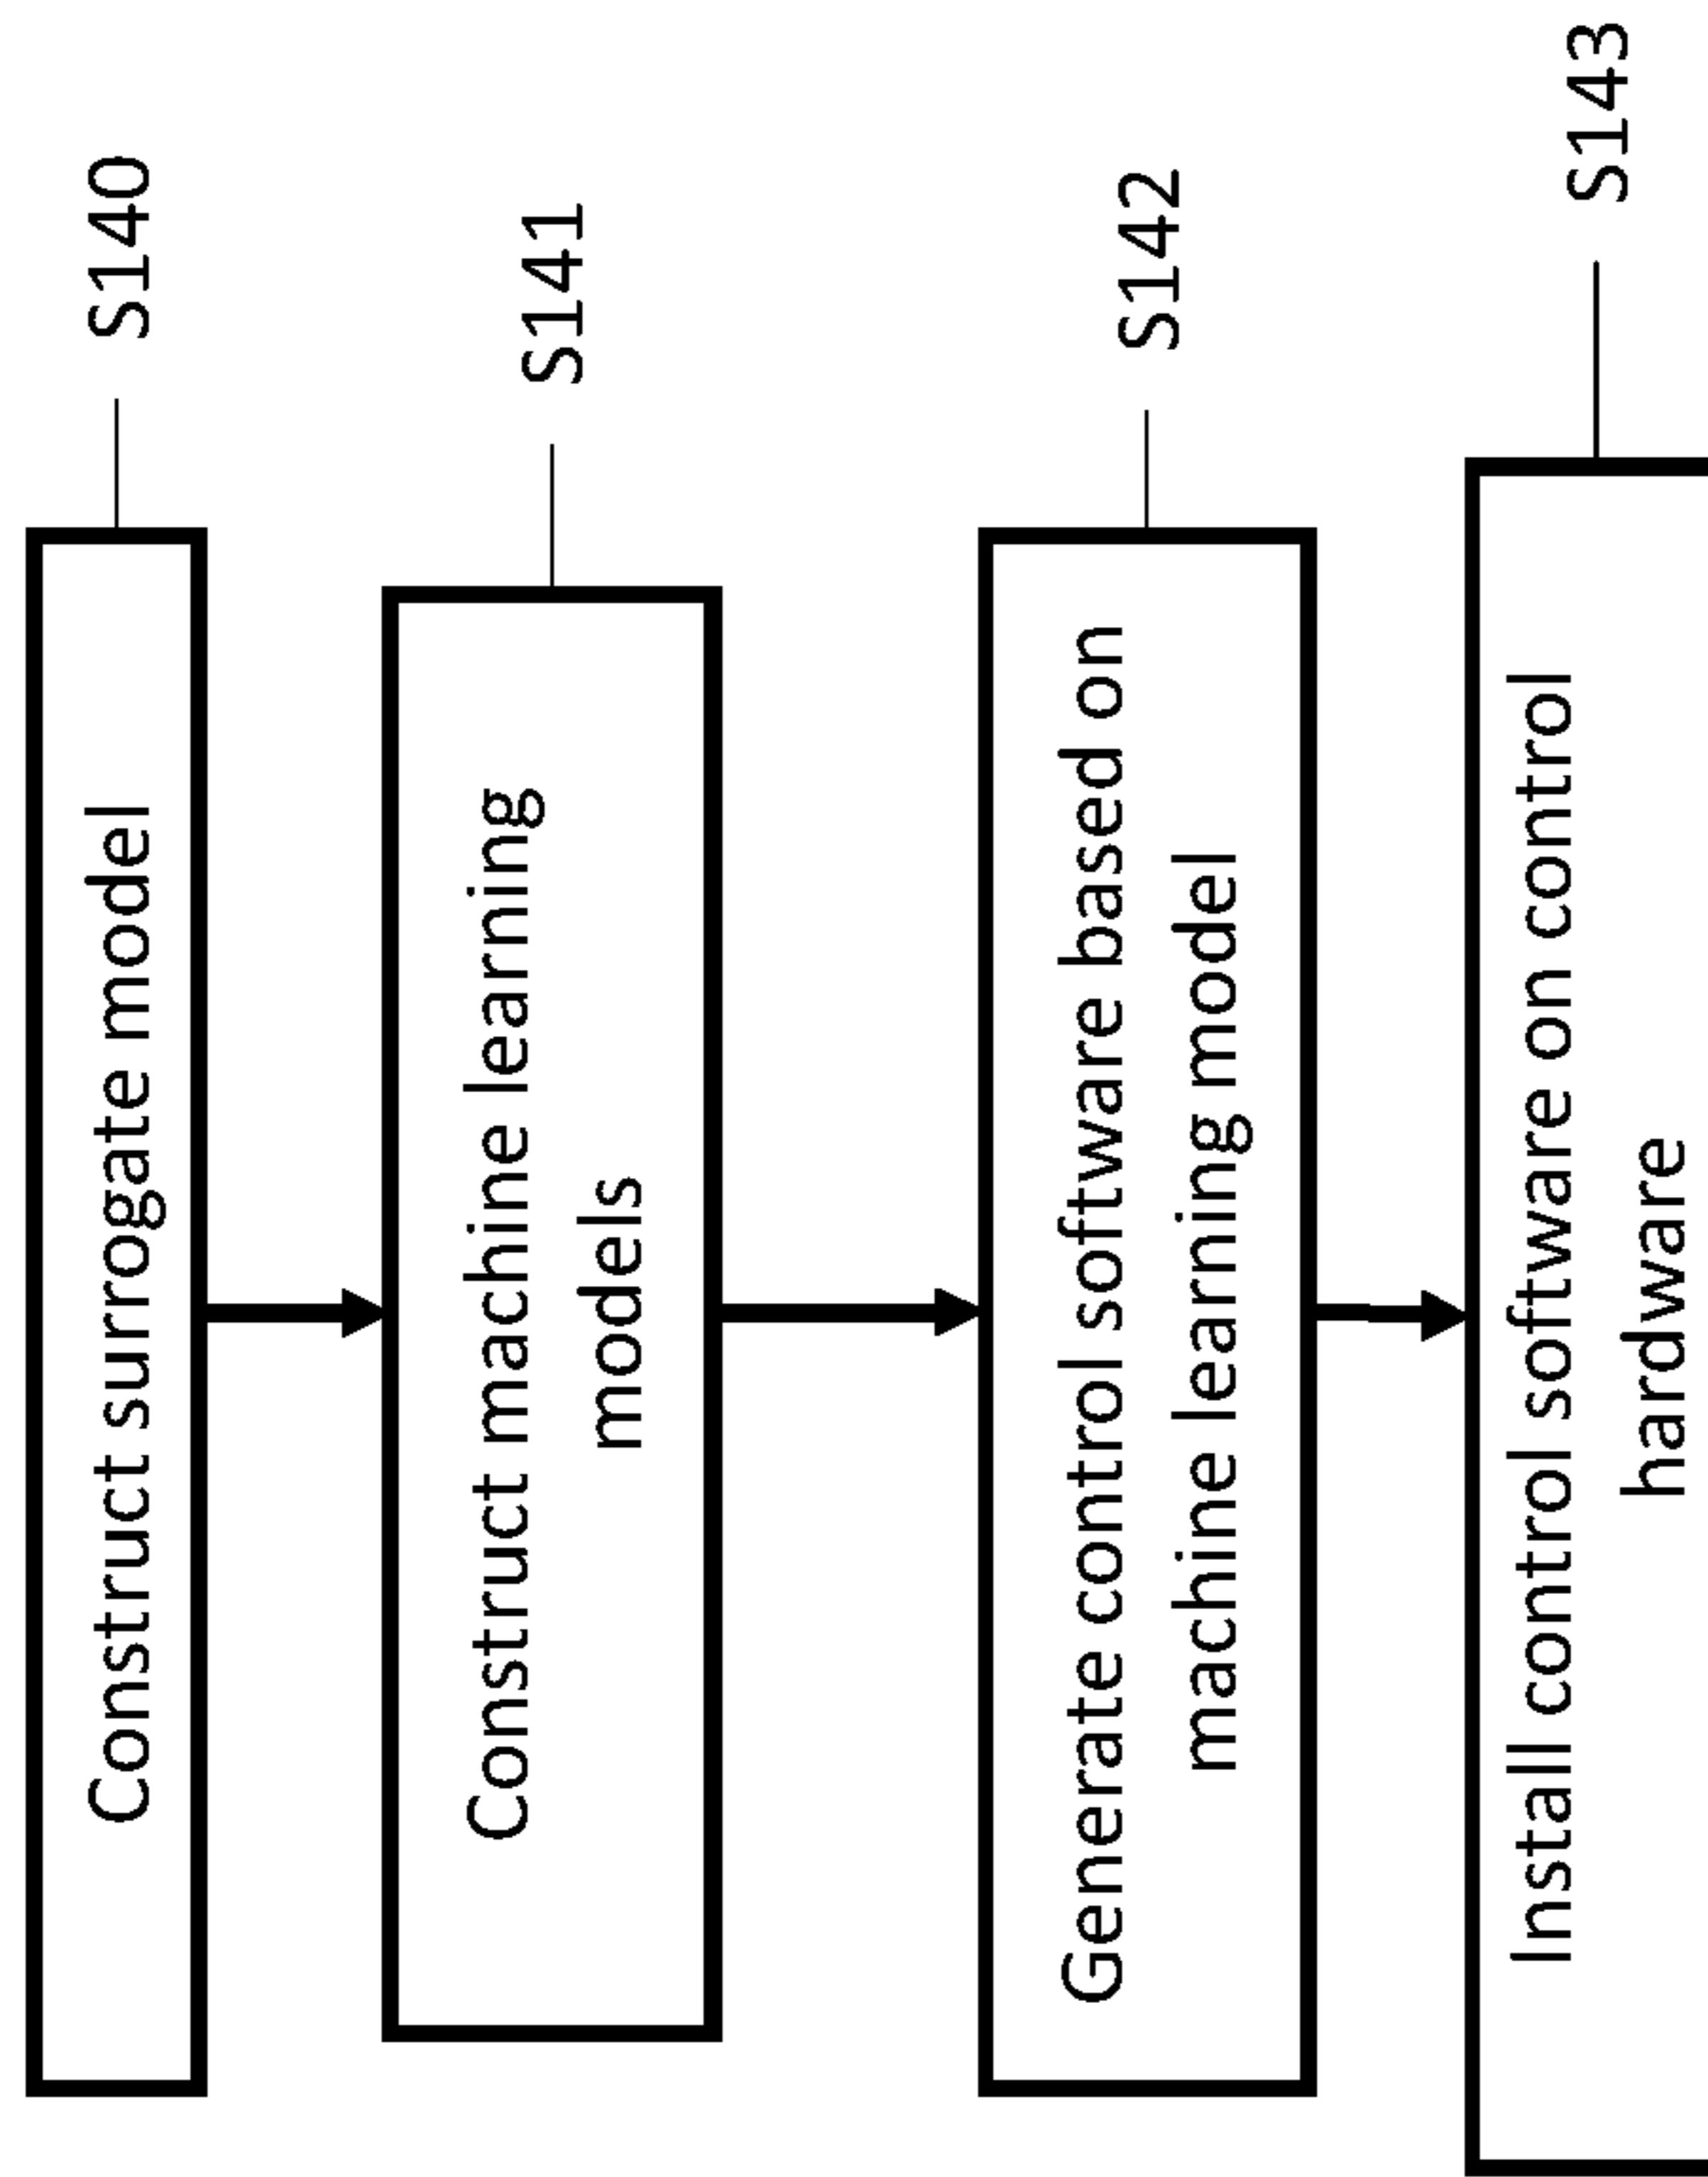 Construct surrogate model
S140
Construct machine learning
models
S141
Generate control software based on
machine learning model
S142
Install control software on control
hardware
S143